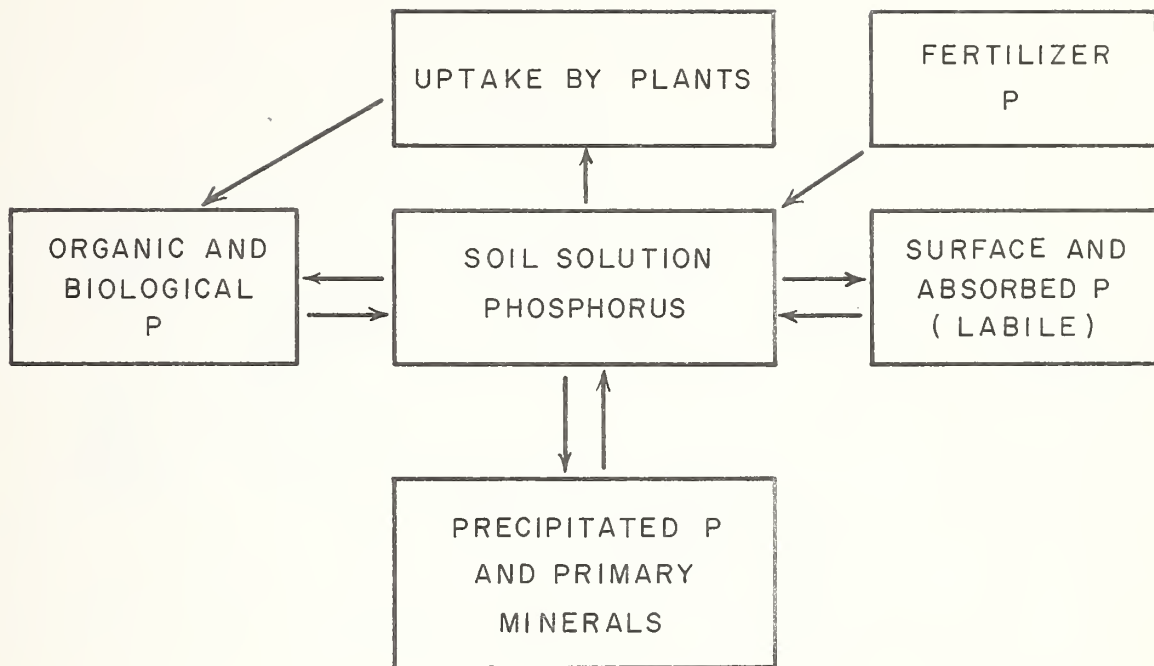 UPTAKE BY PLANTS
FERTILIZER
P
ORGANIC AND
BIOLOGICAL
P
SOIL SOLUTION
PHOSPHORUS
SURFACE AND
ABSORBED P
( LABILE )
PRECIPITATED P
AND PRIMARY
MINERALS